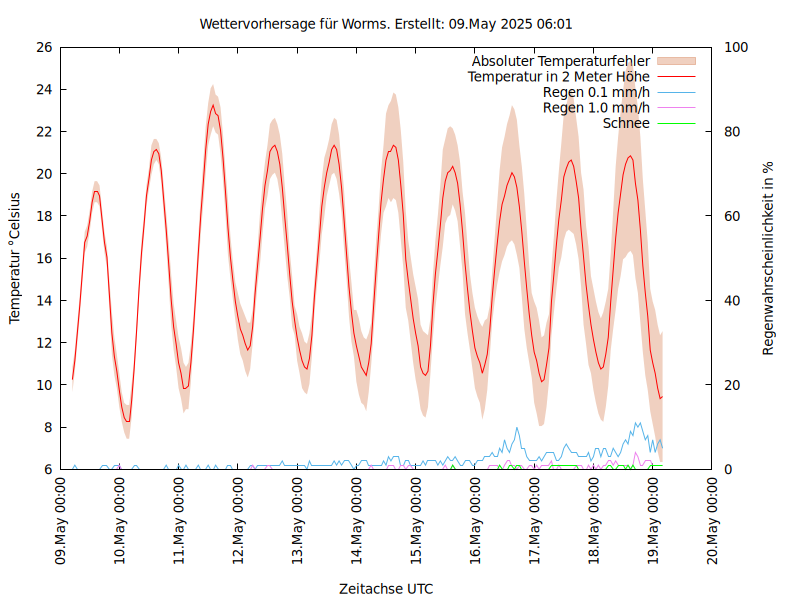 Wettervorhersage für Worms. Erstellt: 09.May 2025 06:01
Absoluter Temperaturfehler
Temperatur in 2 Meter Höhe
Regen 0.1 mm/h
Regen 1.0 mm/h
Schnee
Temperatur °Celsius
26
24
22
20
18
16
14
12
10
8
6
Regenwahrscheinlichkeit in %
100
80
60
40
20
0
09.May 00:00
10.May 00:00
11.May 00:00
12.May 00:00
13.May 00:00
14.May 00:00
15.May 00:00
16.May 00:00
17.May 00:00
18.May 00:00
19.May 00:00
20.May 00:00
Zeitachse UTC